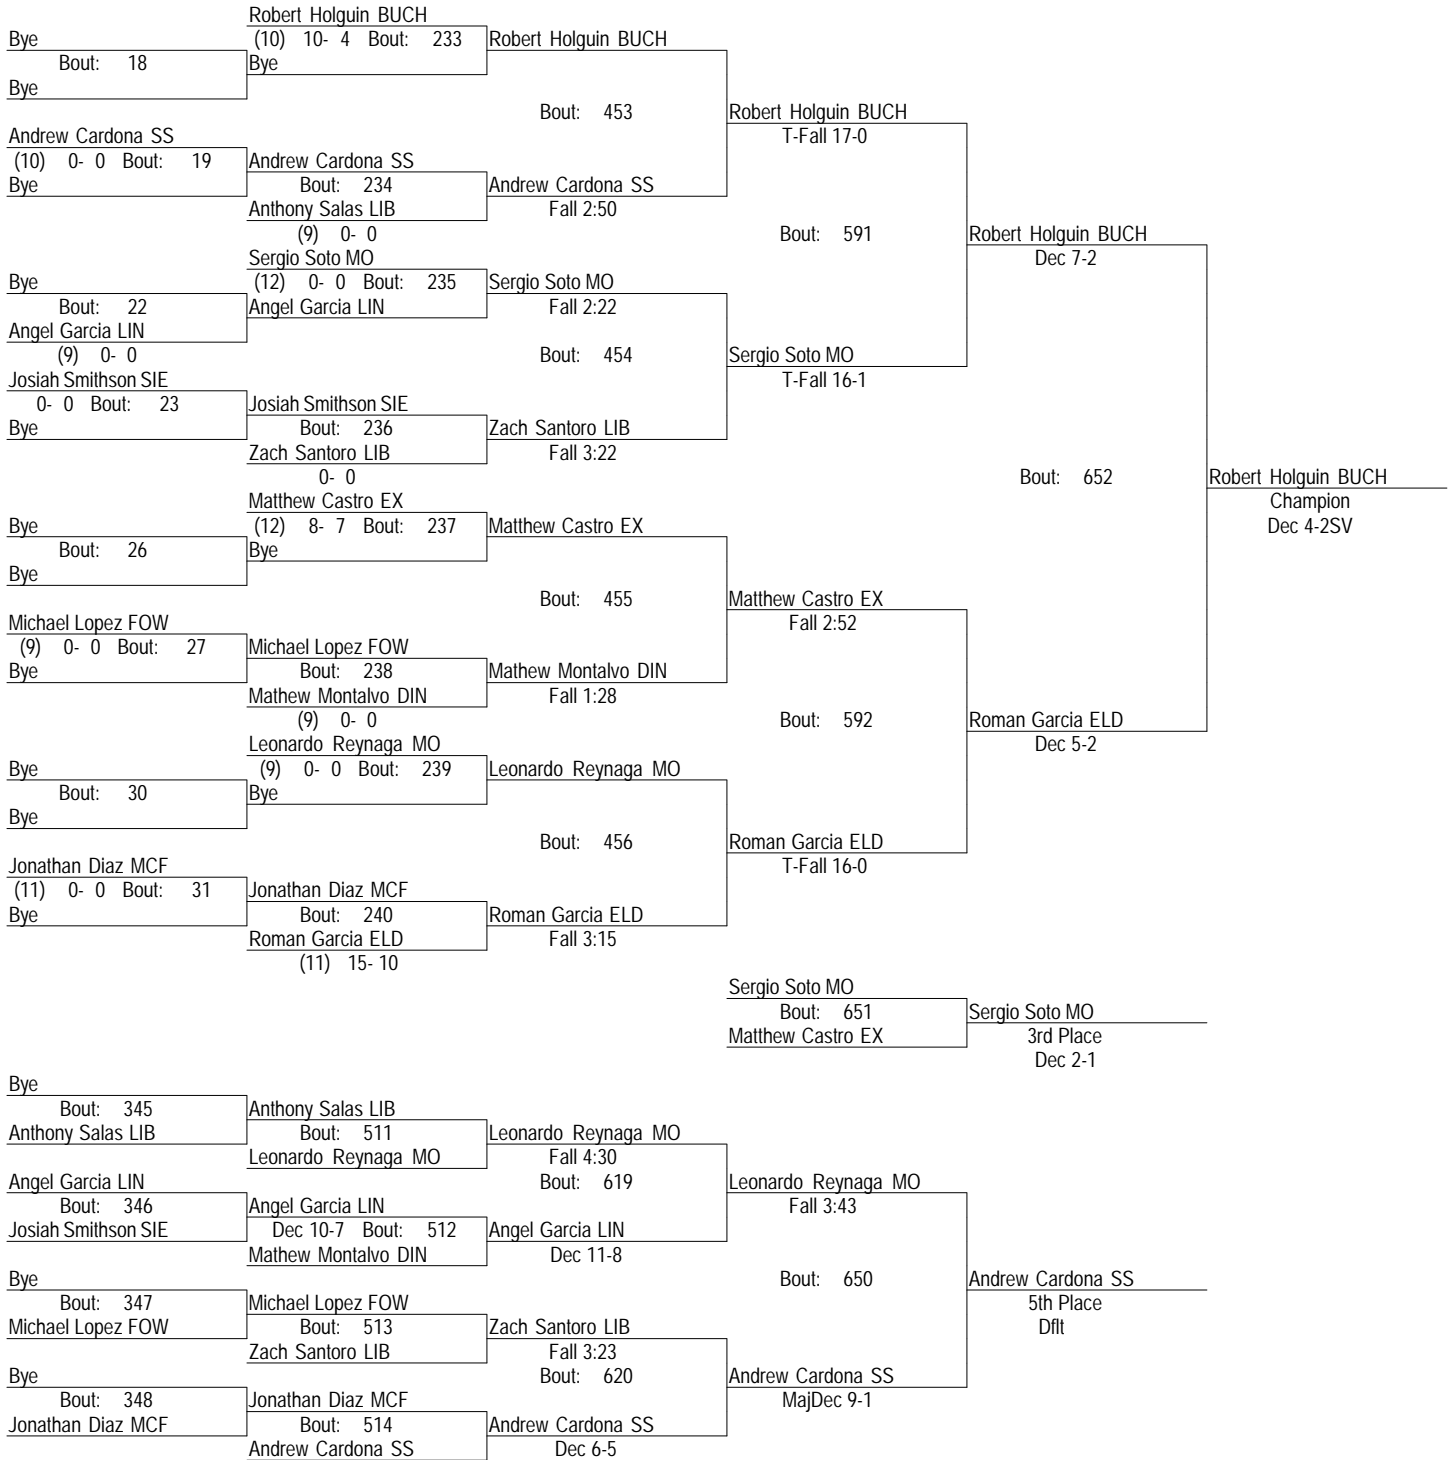 Robert Holguin BUCH
Bye (10) 10- 4 Bout: 233 Robert Holguin BUCH
Bout: 18 Bye
Bye
Bout: 453 Robert Holguin BUCH
Andrew Cardona SS T-Fall 17-0
(10) 0- 0 Bout: 19 Andrew Cardona SS
Bye Bout: 234 Andrew Cardona SS
Anthony Salas LIB Fall 2:50
(9) 0- 0 Bout: 591 Robert Holguin BUCH
Sergio Soto MO Dec 7-2
Bye (12) 0- 0 Bout: 235 Sergio Soto MO
Bout: 22 Angel Garcia LIN Fall 2:22
Angel Garcia LIN
(9) 0- 0 Bout: 454 Sergio Soto MO
Josiah Smithson SIE T-Fall 16-1
0- 0 Bout: 23 Josiah Smithson SIE
Bye Bout: 236 Zach Santoro LIB
Zach Santoro LIB Fall 3:22
0- 0 Bout: 652 Robert Holguin BUCH
Matthew Castro EX Champion
Bye (12) 8- 7 Bout: 237 Matthew Castro EX Dec 4-2SV
Bout: 26 Bye
Bye
Bout: 455 Matthew Castro EX
Michael Lopez FOW Fall 2:52
(9) 0- 0 Bout: 27 Michael Lopez FOW
Bye Bout: 238 Mathew Montalvo DIN
Mathew Montalvo DIN Fall 1:28
(9) 0- 0 Bout: 592 Roman Garcia ELD
Leonardo Reynaga MO Dec 5-2
Bye (9) 0- 0 Bout: 239 Leonardo Reynaga MO
Bout: 30 Bye
Bye
Bout: 456 Roman Garcia ELD
Jonathan Diaz MCF T-Fall 16-0
(11) 0- 0 Bout: 31 Jonathan Diaz MCF
Bye Bout: 240 Roman Garcia ELD
Roman Garcia ELD Fall 3:15
(11) 15- 10
Sergio Soto MO
Bout: 651 Sergio Soto MO
Matthew Castro EX 3rd Place
Dec 2-1
Bye
Bout: 345 Anthony Salas LIB
Anthony Salas LIB Bout: 511 Leonardo Reynaga MO
Leonardo Reynaga MO Fall 4:30
Angel Garcia LIN Bout: 619 Leonardo Reynaga MO
Bout: 346 Angel Garcia LIN Fall 3:43
Josiah Smithson SIE Dec 10-7 Bout: 512 Angel Garcia LIN
Mathew Montalvo DIN Dec 11-8
Bye Bout: 650 Andrew Cardona SS
Bout: 347 Michael Lopez FOW 5th Place
Michael Lopez FOW Bout: 513 Zach Santoro LIB Dflt
Zach Santoro LIB Fall 3:23
Bye Bout: 620 Andrew Cardona SS
Bout: 348 Jonathan Diaz MCF MajDec 9-1
Jonathan Diaz MCF Bout: 514 Andrew Cardona SS
Andrew Cardona SS Dec 6-5